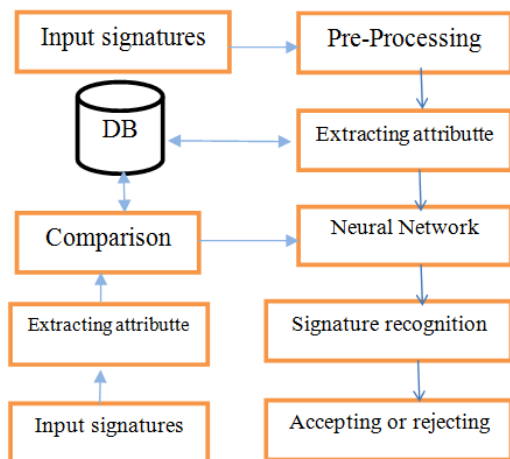 Input signatures
Pre-Processing
DB
Extracting attributte
Comparison
Neural Network
Extracting attributte
Signature recognition
Input signatures
Accepting or rejecting